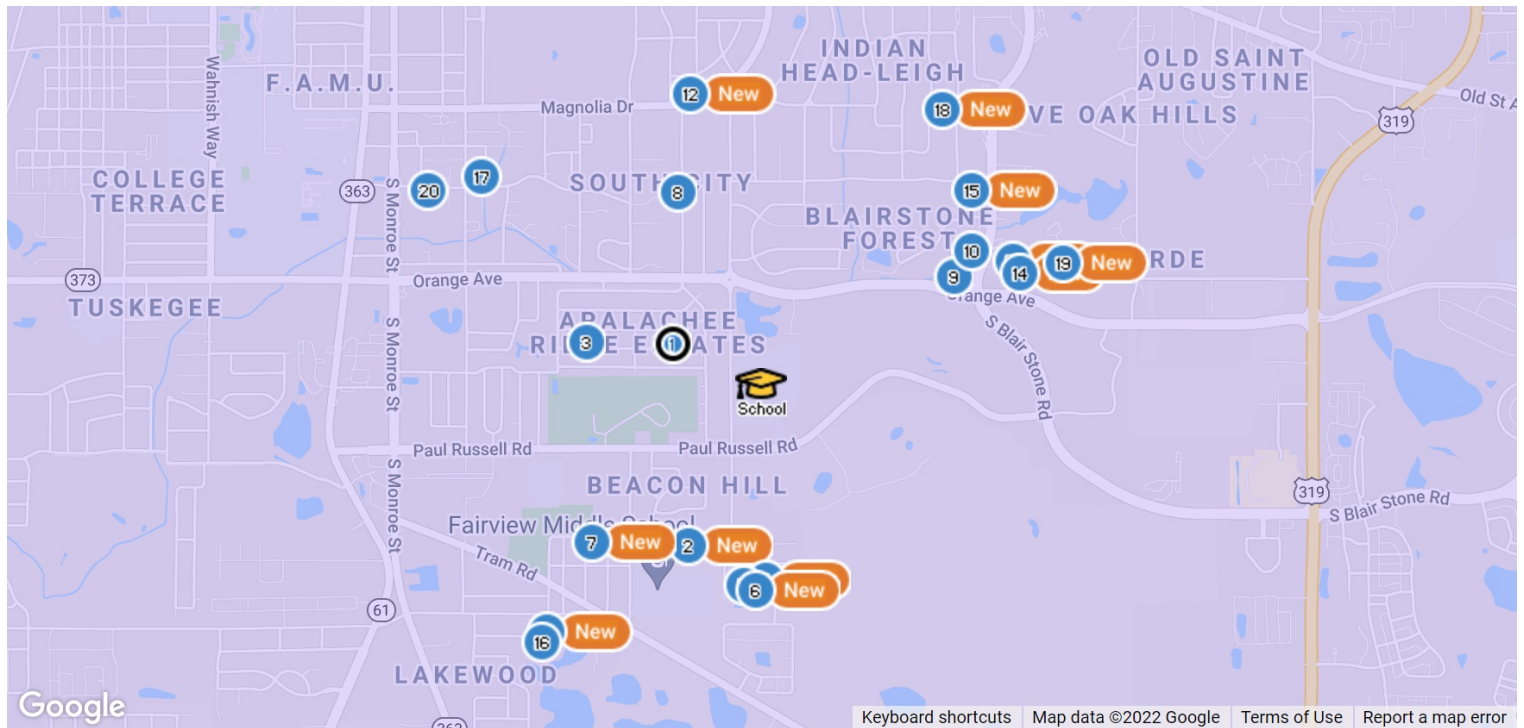 INDIAN
HEAD-LEIGH
OLD SAINT
AUGUSTINE
F.A.M.U.
Wahnish Way
12
New
Magnolia Dr
18
New
VE OAK HILLS
319
Old St A
COLLEGE
TERRACE
363
S Monroe St
20
17
SOUTH CITY
8
15
New
BLAIRSTONE
FOREST
10
9
14
19
New
RDE
373
Orange Ave
Orange Ave
TUSKEGEE
S Monroe St
APALACHEE
RIDGE ESTATES
3
1
S Blair Stone Rd
School
Paul Russell Rd
Paul Russell Rd
S Monroe St
BEACON HILL
319
S Blair Stone Rd
Fairview Middle School
7
New
2
New
Tram Rd
6
New
61
16
New
LAKEWOOD
363
Google
Keyboard shortcuts
Map data ©2022 Google
Terms of Use
Report a map error